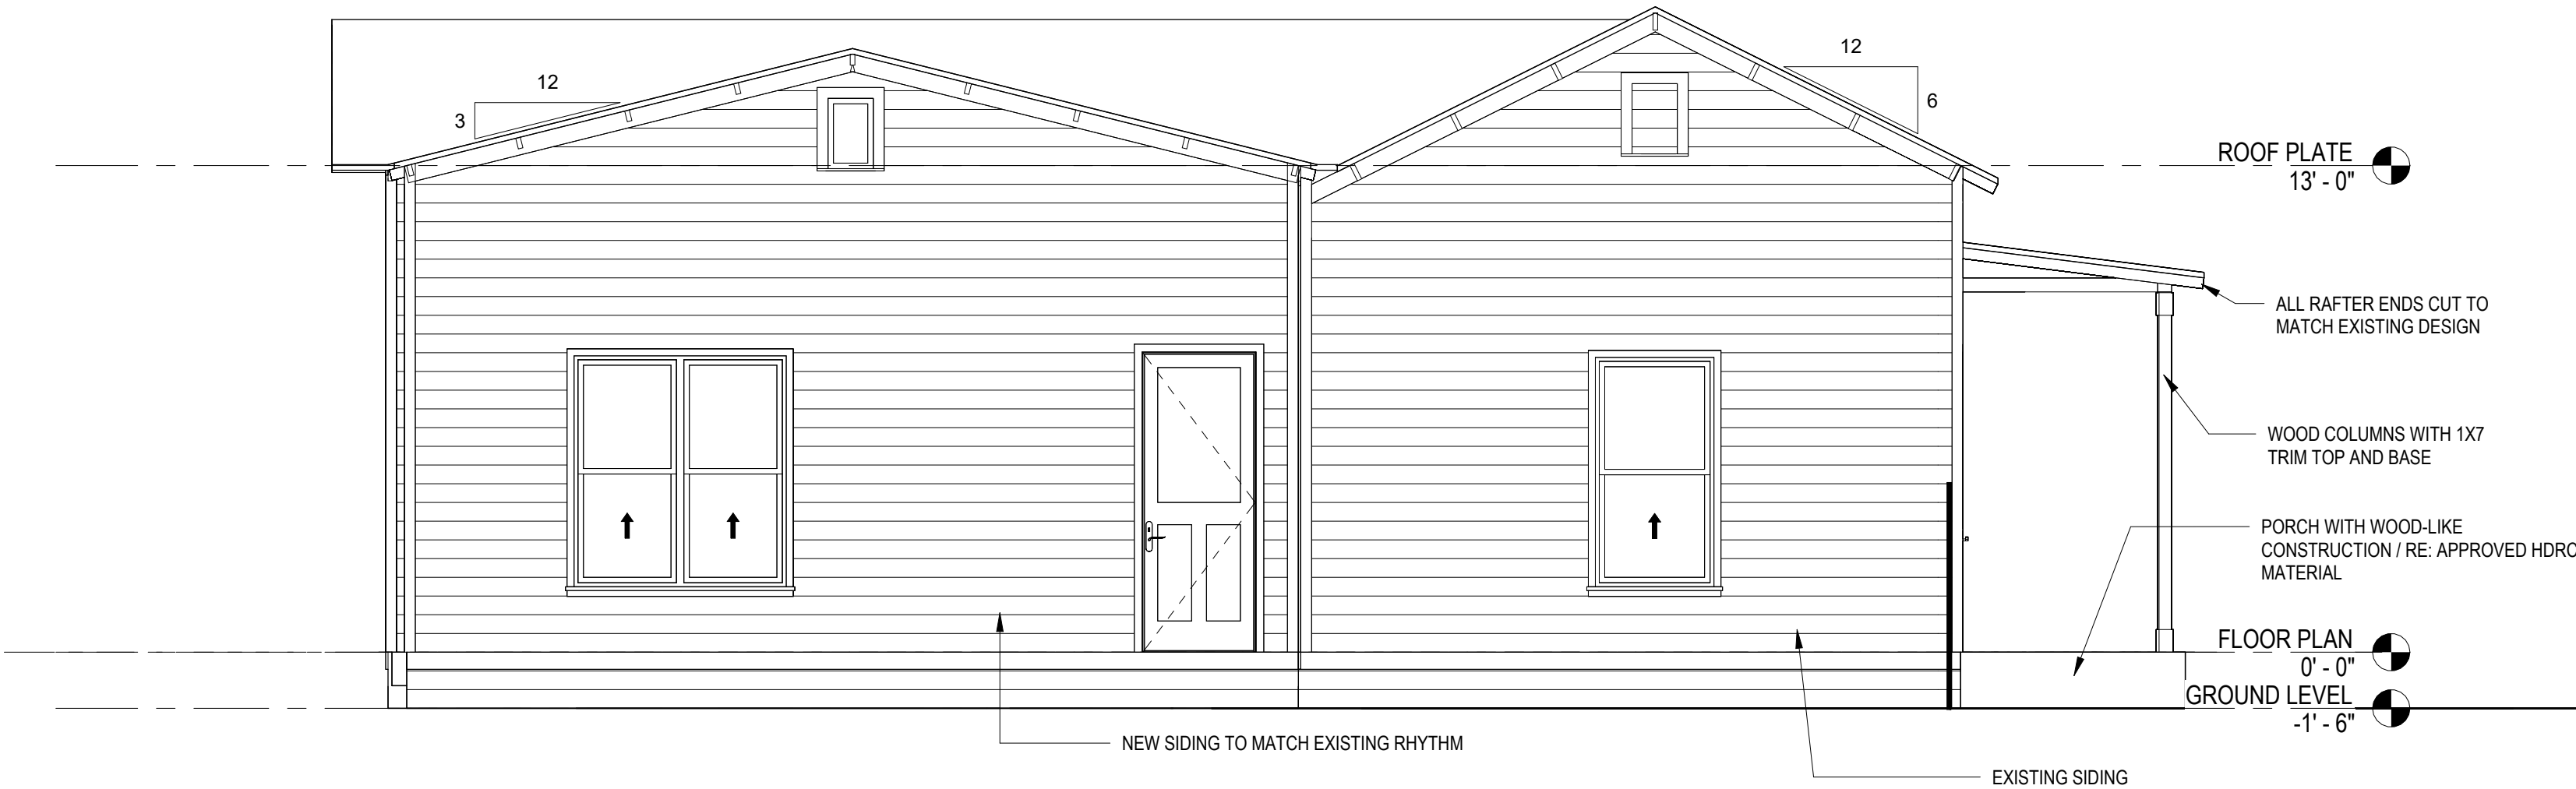 12
12
3
6
ROOF PLATE
13' - 0"
ALL RAFTER ENDS CUT TO
MATCH EXISTING DESIGN
WOOD COLUMNS WITH 1X7
TRIM TOP AND BASE
PORCH WITH WOOD-LIKE
CONSTRUCTION / RE: APPROVED HDRC
MATERIAL
FLOOR PLAN
0' - 0"
GROUND LEVEL
-1' - 6"
NEW SIDING TO MATCH EXISTING RHYTHM
EXISTING SIDING